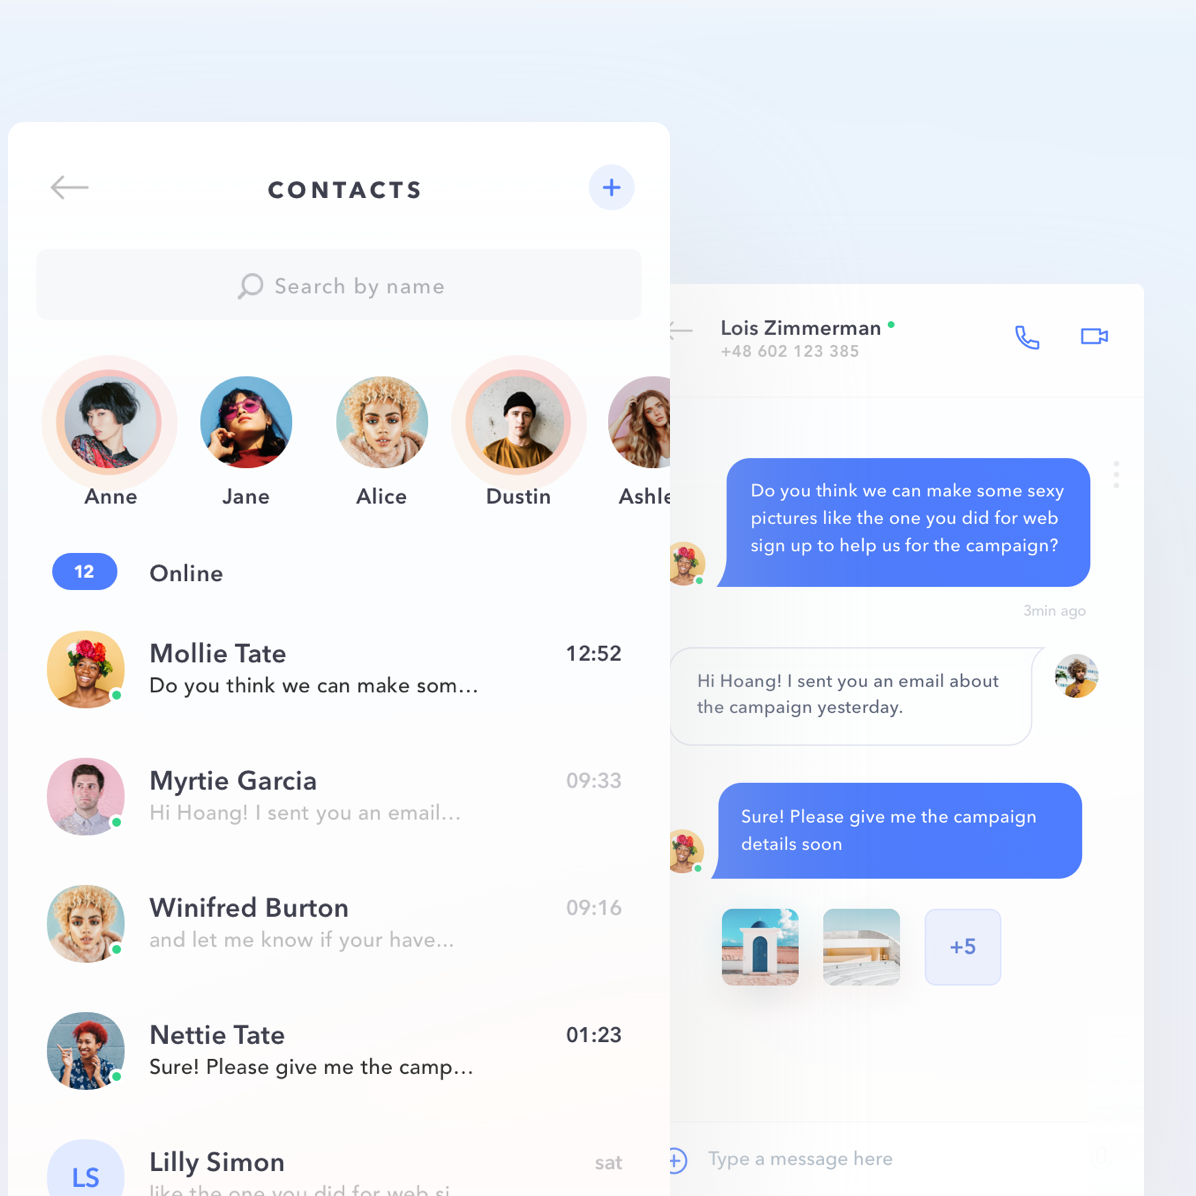 CONTACTS
Search by name
Anne
Jane
Alice
Dustin
Ashle
12
Online
Mollie Tate
12:52
Do you think we can make som...
Myrtie Garcia
09:33
Hi Hoang! I sent you an email...
Winifred Burton
09:16
and let me know if your have...
Nettie Tate
01:23
Sure! Please give me the camp...
LS
Lilly Simon
sat
like the one you did for web si
Lois Zimmerman
+48 602 123 385
Do you think we can make some sexy
pictures like the one you did for web
sign up to help us for the campaign?
3min ago
Hi Hoang! I sent you an email about
the campaign yesterday.
Sure! Please give me the campaign
details soon
+5
Type a message here